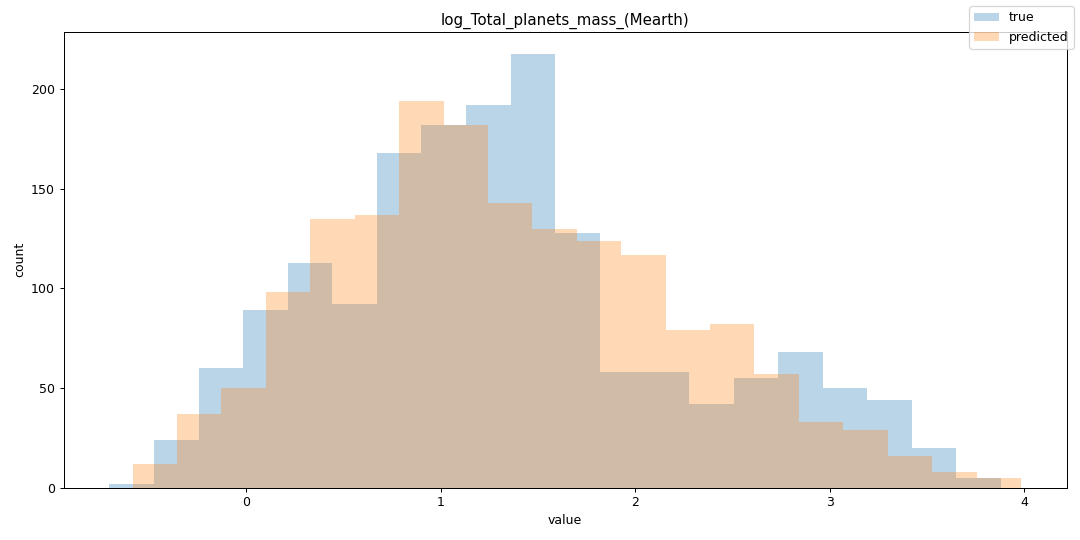 log_Total_planets_mass_(Mearth)
true
predicted
200
150
100
50
0
count
0 1 2 3 4
value